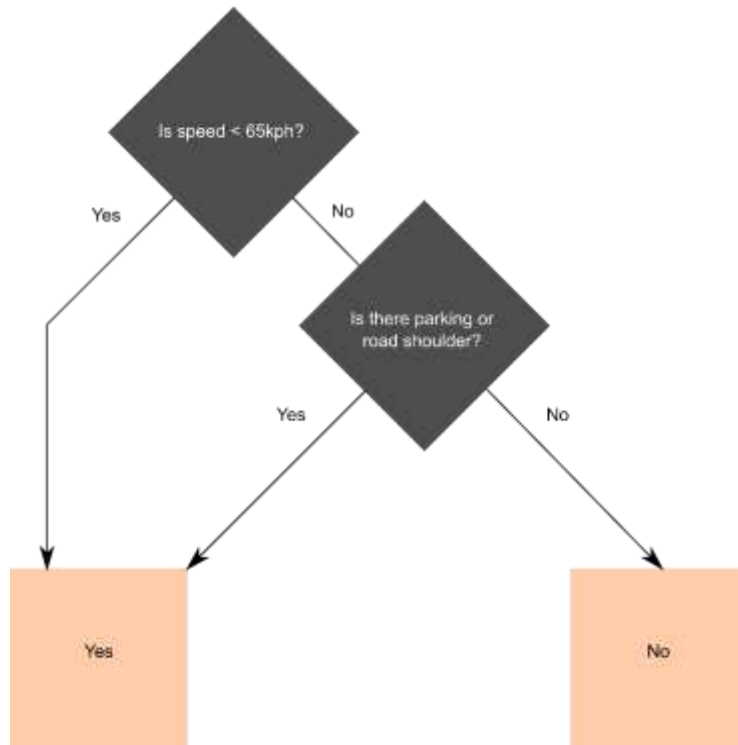 Is speed < 65kph?
Yes
No
Is there parking or
road shoulder?
Yes
No
Yes
No